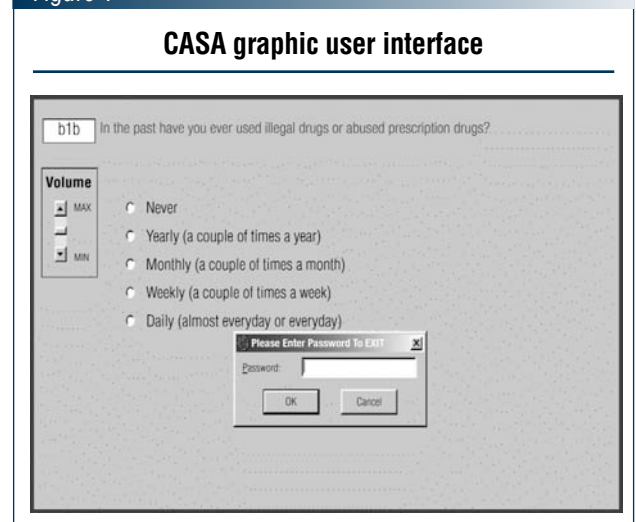 CASA graphic user interface
b1b In the past have you ever used illegal drugs or abused prescription drugs?
Volume
MAX
MIN
Never
Yearly (a couple of times a year)
Monthly (a couple of times a month)
Weekly (a couple of times a week)
Daily (almost everyday or everyday)
Please Enter Password To EXIT
Password:
OK Cancel